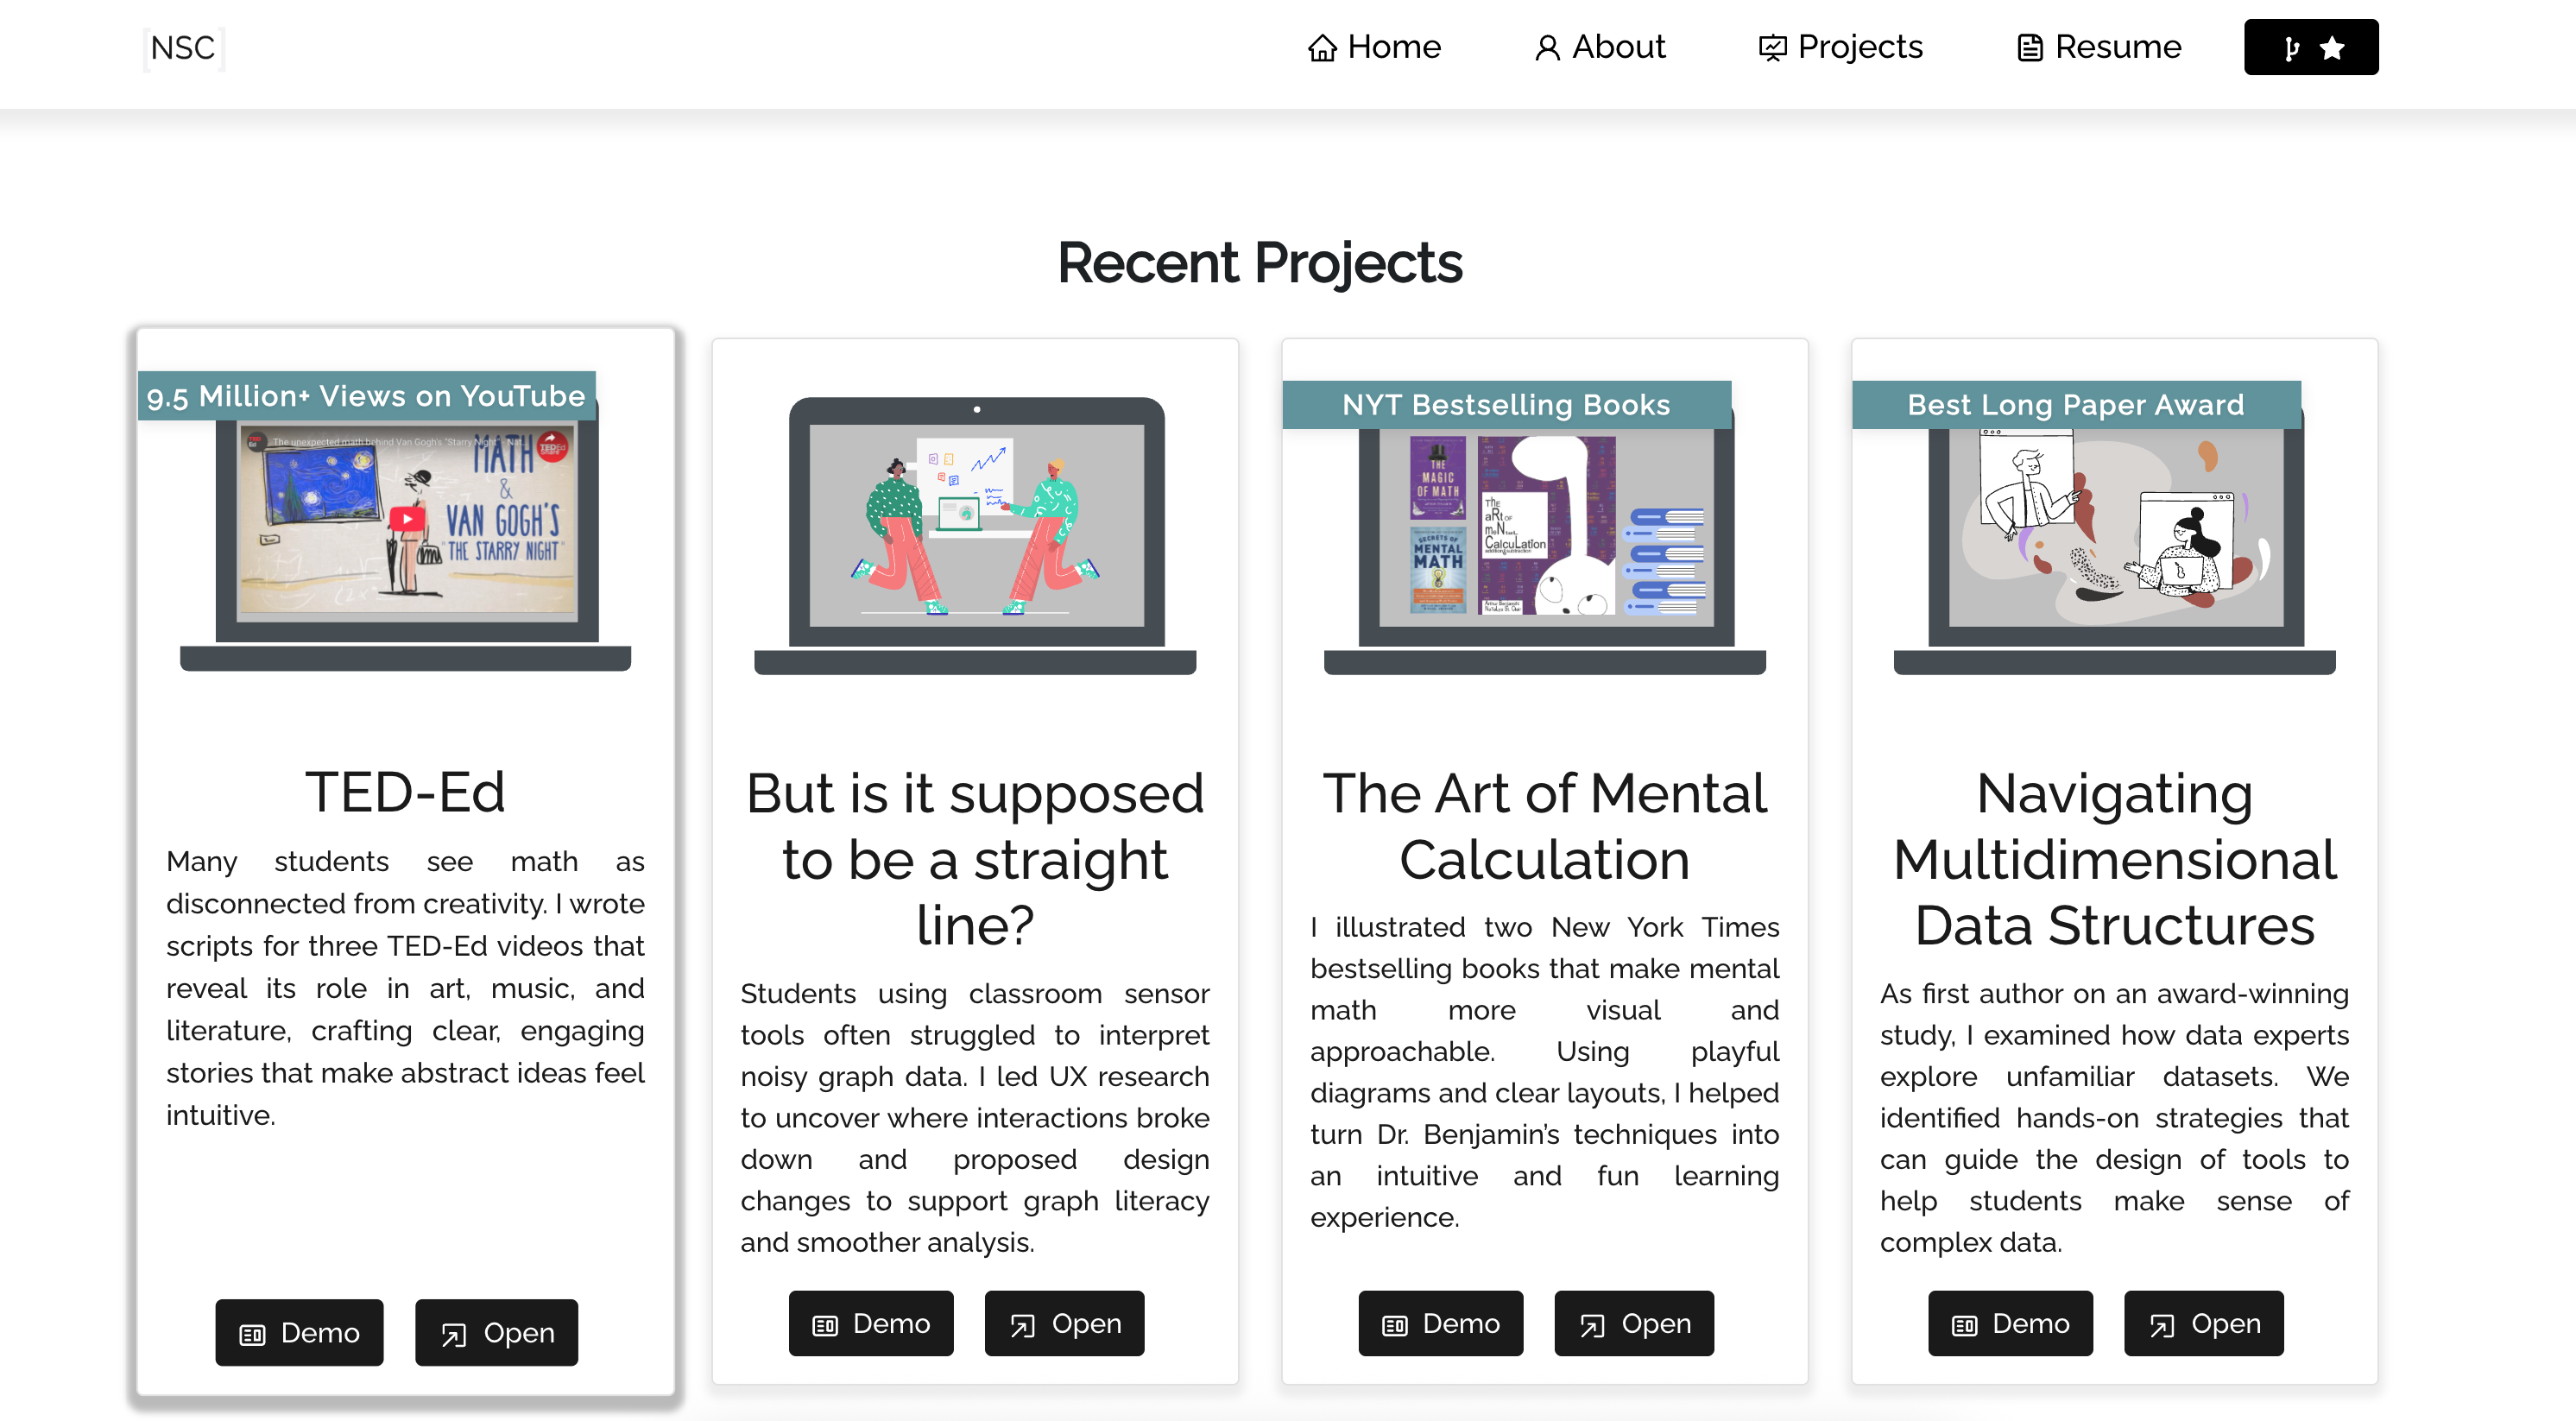 [NSC]
Home
About
Projects
Resume
Recent Projects
9.5 Million+ Views on YouTube
The unexpected math behind Van Gogh's "Starry Night"
MATH
&
VAN GOGH'S
"THE STARRY NIGHT"
TED-Ed
Many students see math as
disconnected from creativity. I wrote
scripts for three TED-Ed videos that
reveal its role in art, music, and
literature, crafting clear, engaging
stories that make abstract ideas feel
intuitive.
Demo
Open
But is it supposed
to be a straight
line?
Students using classroom sensor
tools often struggled to interpret
noisy graph data. I led UX research
to uncover where interactions broke
down and proposed design
changes to support graph literacy
and smoother analysis.
Demo
Open
NYT Bestselling Books
THE
MAGIC
OF MATH
SECRETS OF
MENTAL
MATH
The
aRt of
meNtal
CalcuLation
The Art of Mental
Calculation
I illustrated two New York Times
bestselling books that make mental
math more visual and
approachable. Using playful
diagrams and clear layouts, I helped
turn Dr. Benjamin’s techniques into
an intuitive and fun learning
experience.
Demo
Open
Best Long Paper Award
Navigating
Multidimensional
Data Structures
As first author on an award-winning
study, I examined how data experts
explore unfamiliar datasets. We
identified hands-on strategies that
can guide the design of tools to
help students make sense of
complex data.
Demo
Open